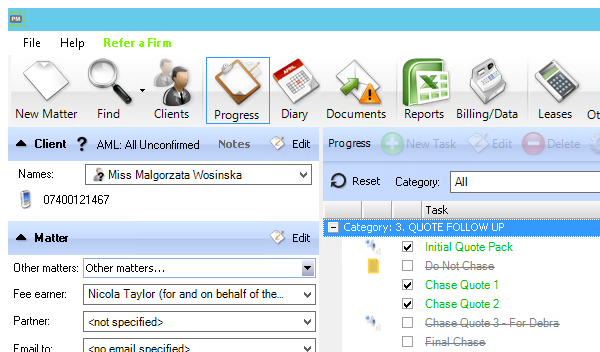 PM
File Help Refer a Firm
New Matter Find Clients Progress Diary Documents Reports Billing/Data Leases
APRIL
Client ? AML: All Unconfirmed Notes Edit
Progress New Task Edit Delete
Names: Miss Malgorzata Wosinska
Reset Category: All
07400121467
Task
Category: 3. QUOTE FOLLOW UP
Matter Edit
Initial Quote Pack
Other matters: Other matters...
Do Not Chase
Fee earner: Nicola Taylor (for and on behalf of the...
Chase Quote 1
Chase Quote 2
Partner: <not specified>
Chase Quote 3 - For Debra
Email to: <no email specified>
Final Chase